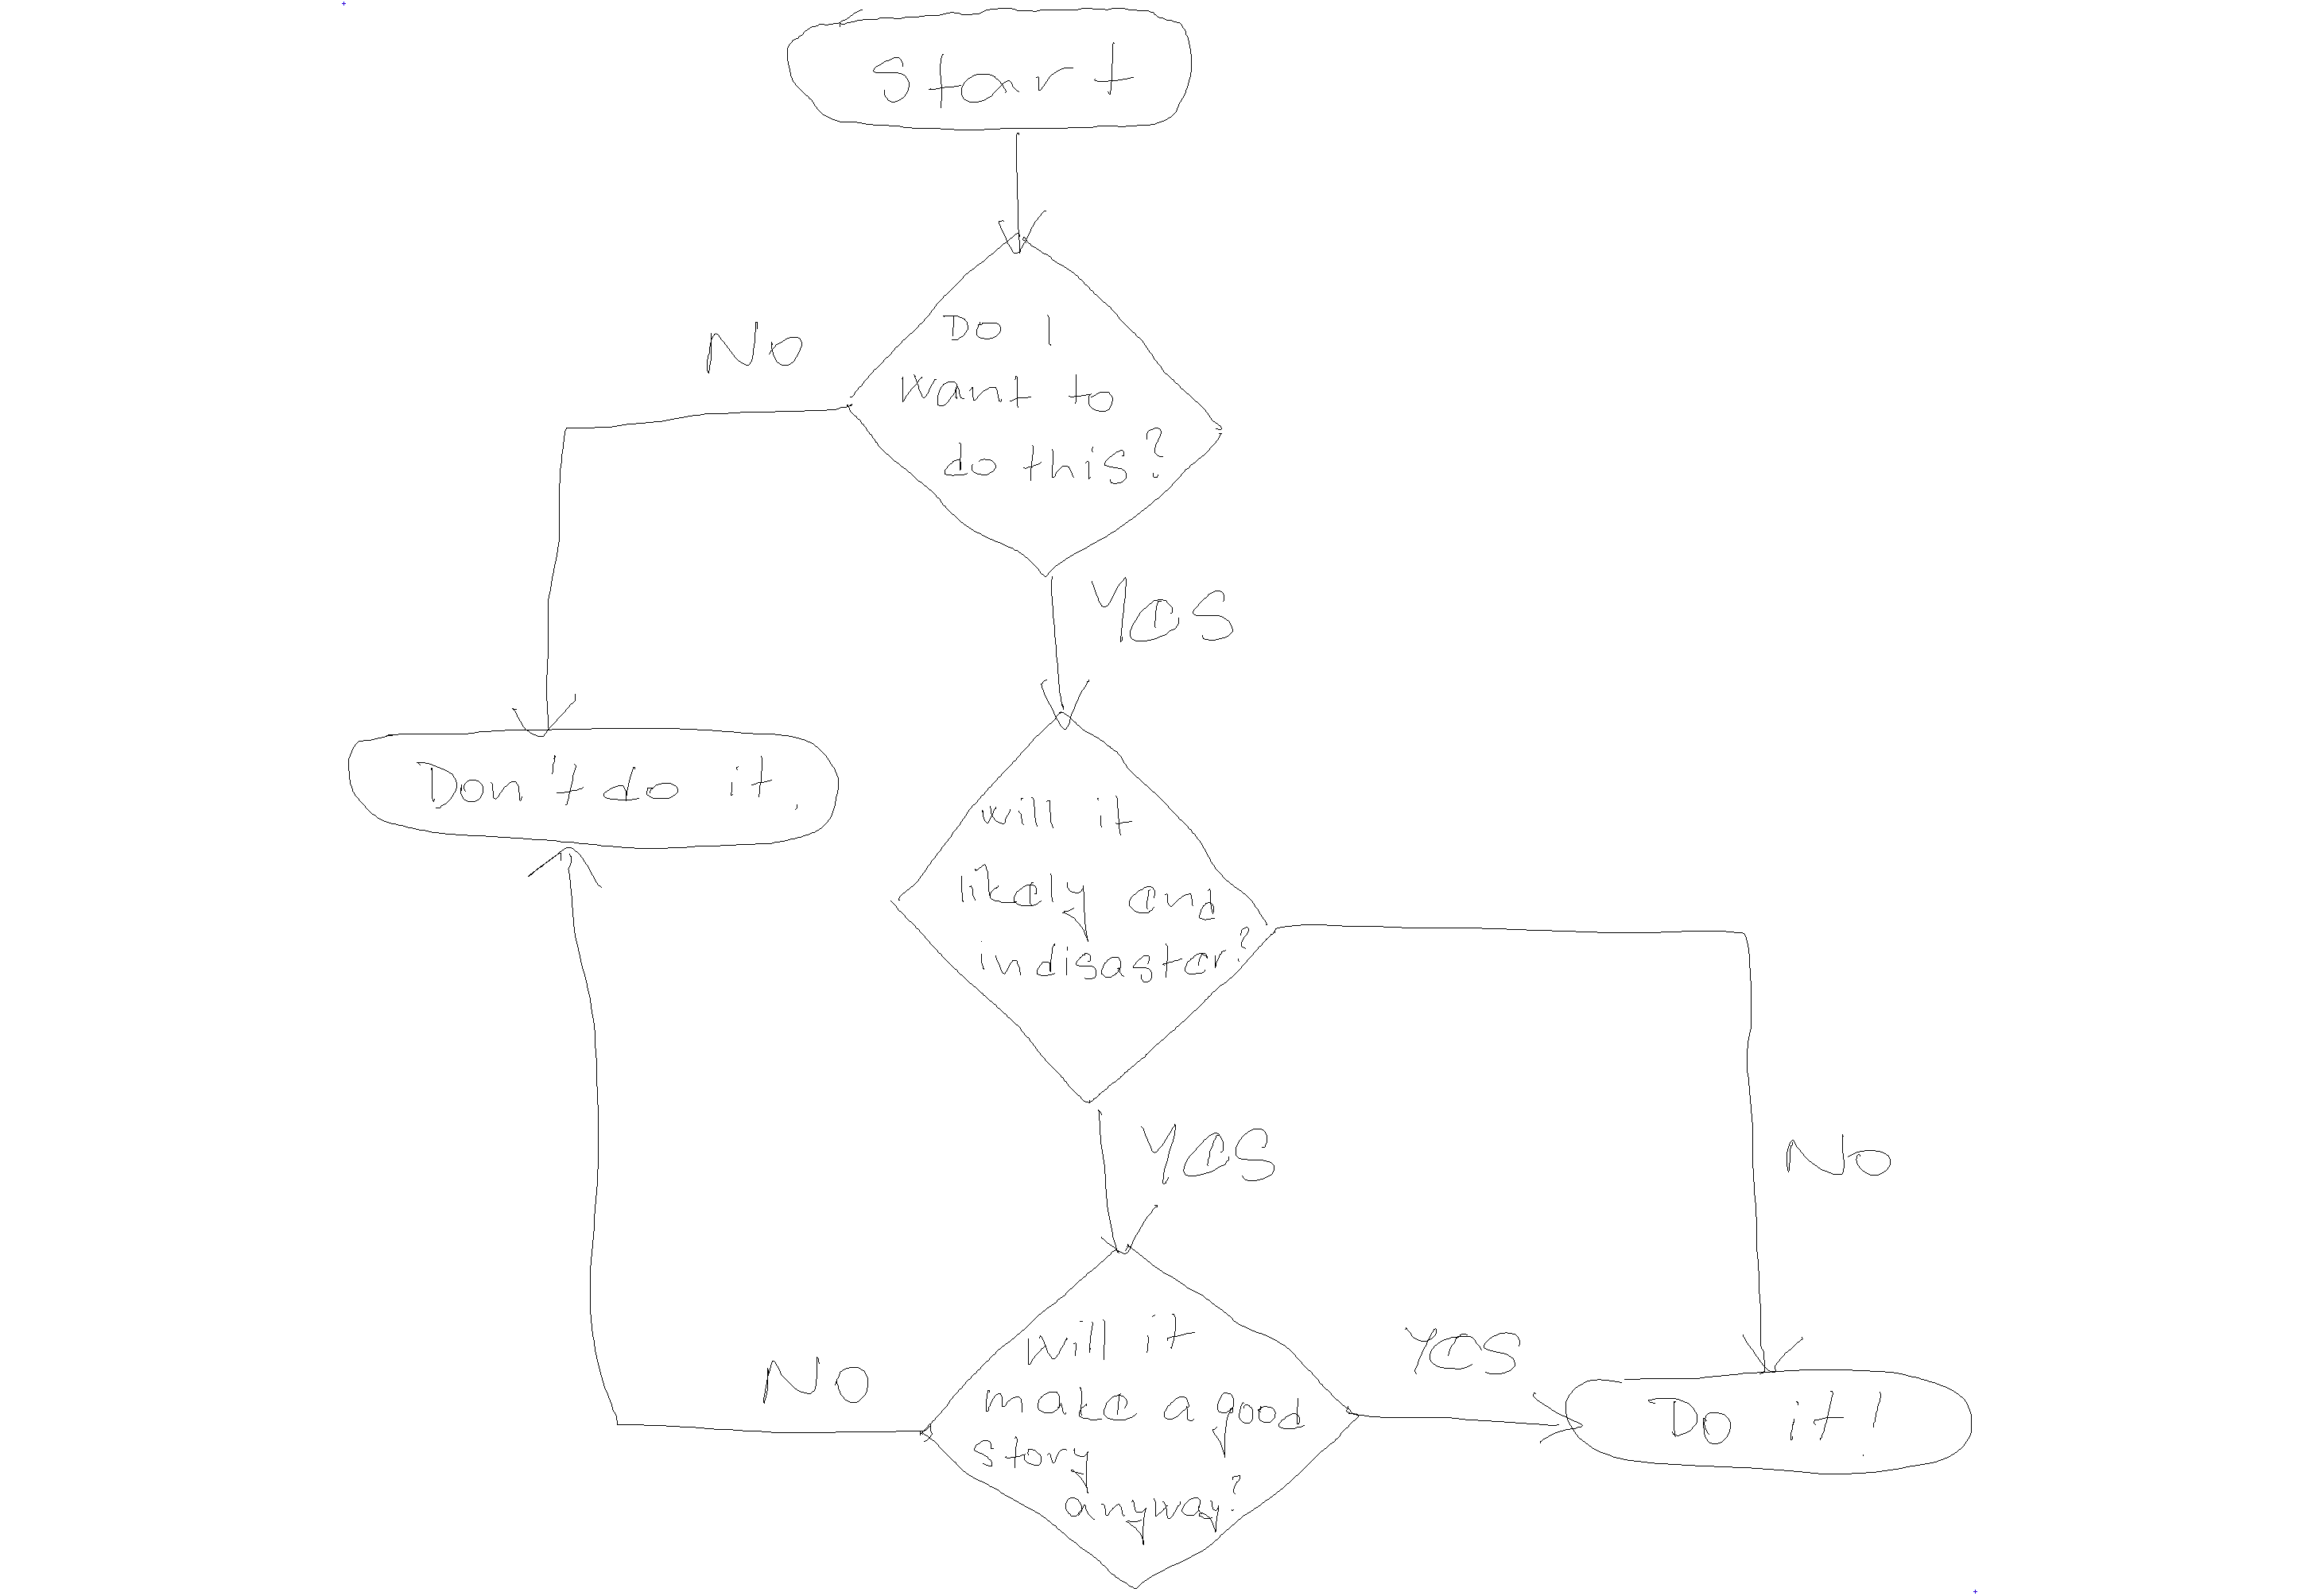 Start
Do I
want to
do this?
No
Yes
Don't do it.
will it
likely end
in disaster?
Yes
No
will it
make a good
story
anyway?
No
Yes
Do it!